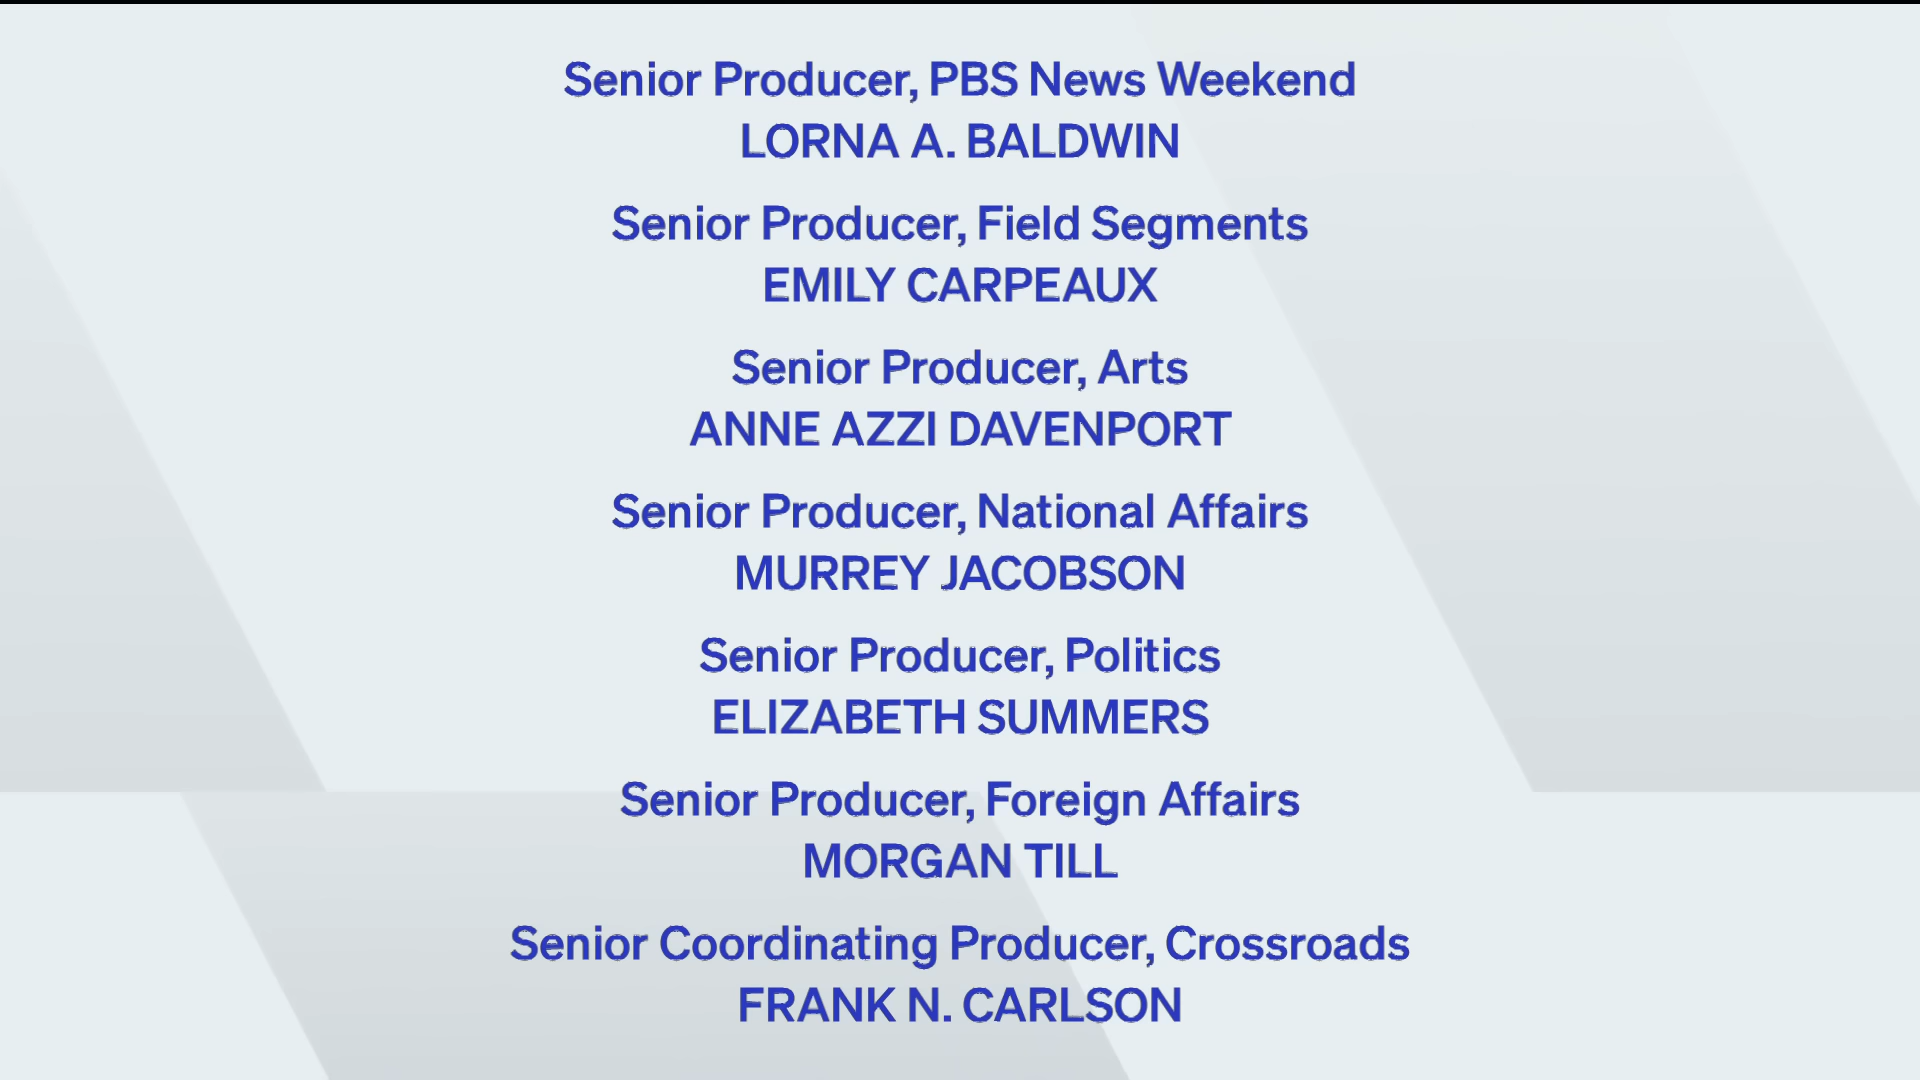 Senior Producer, PBS News Weekend
LORNA A. BALDWIN
Senior Producer, Field Segments
EMILY CARPEAUX
Senior Producer, Arts
ANNE AZZI DAVENPORT
Senior Producer, National Affairs
MURREY JACOBSON
Senior Producer, Politics
ELIZABETH SUMMERS
Senior Producer, Foreign Affairs
MORGAN TILL
Senior Coordinating Producer, Crossroads
FRANK N. CARLSON